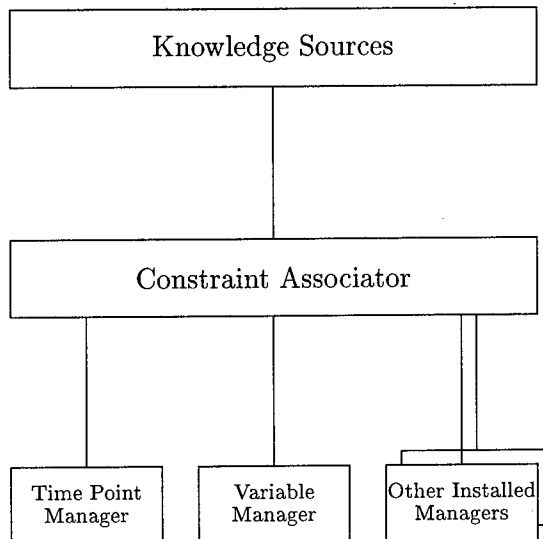 Knowledge Sources
Constraint Associator
Time Point
Manager
Variable
Manager
Other Installed
Managers